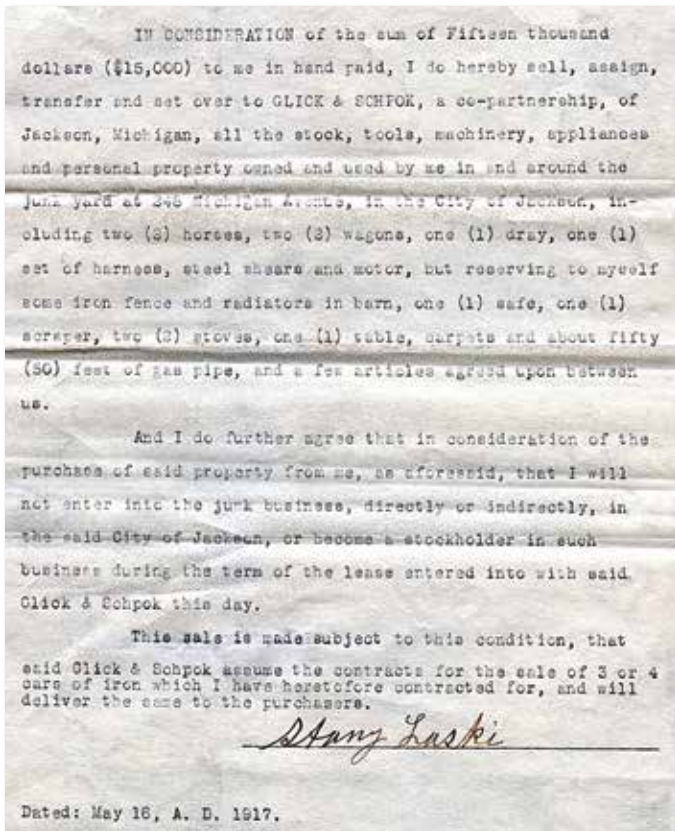 IN CONSIDERATION of the sum of Fifteen thousand
dollars ($15,000) to me in hand paid, I do hereby sell, assign,
transfer and set over to GLICK & SCHPOK, a co-partnership, of
Jackson, Michigan, all the stock, tools, machinery, appliances
and personal property owned and used by me in and around the
junk yard at Michigan Avenue, in the City of Jackson, in-
cluding two (2) horses, two (2) wagons, one (1) dray, one (1)
set of harness, steel shears and motor, but reserving to myself
some iron fence and radiators in barn, one (1) safe, one (1)
scraper, two (2) stoves, one (1) table, carpets and about fifty
(50) feet of gas pipe, and a few articles agreed upon between
us.
And I do further agree that in consideration of the
purchase of said property from me, as aforesaid, that I will
not enter into the junk business, directly or indirectly, in
the said City of Jackson, or become a stockholder in such
business during the term of the lease entered into with said
Glick & Schpok this day.
This sale is made subject to this condition, that
said Glick & Schpok assume the contracts for the sale of 3 or 4
cars of iron which I have heretofore contracted for, and will
deliver the same to the purchasers.
Stany Laski
Dated: May 16, A. D. 1917.